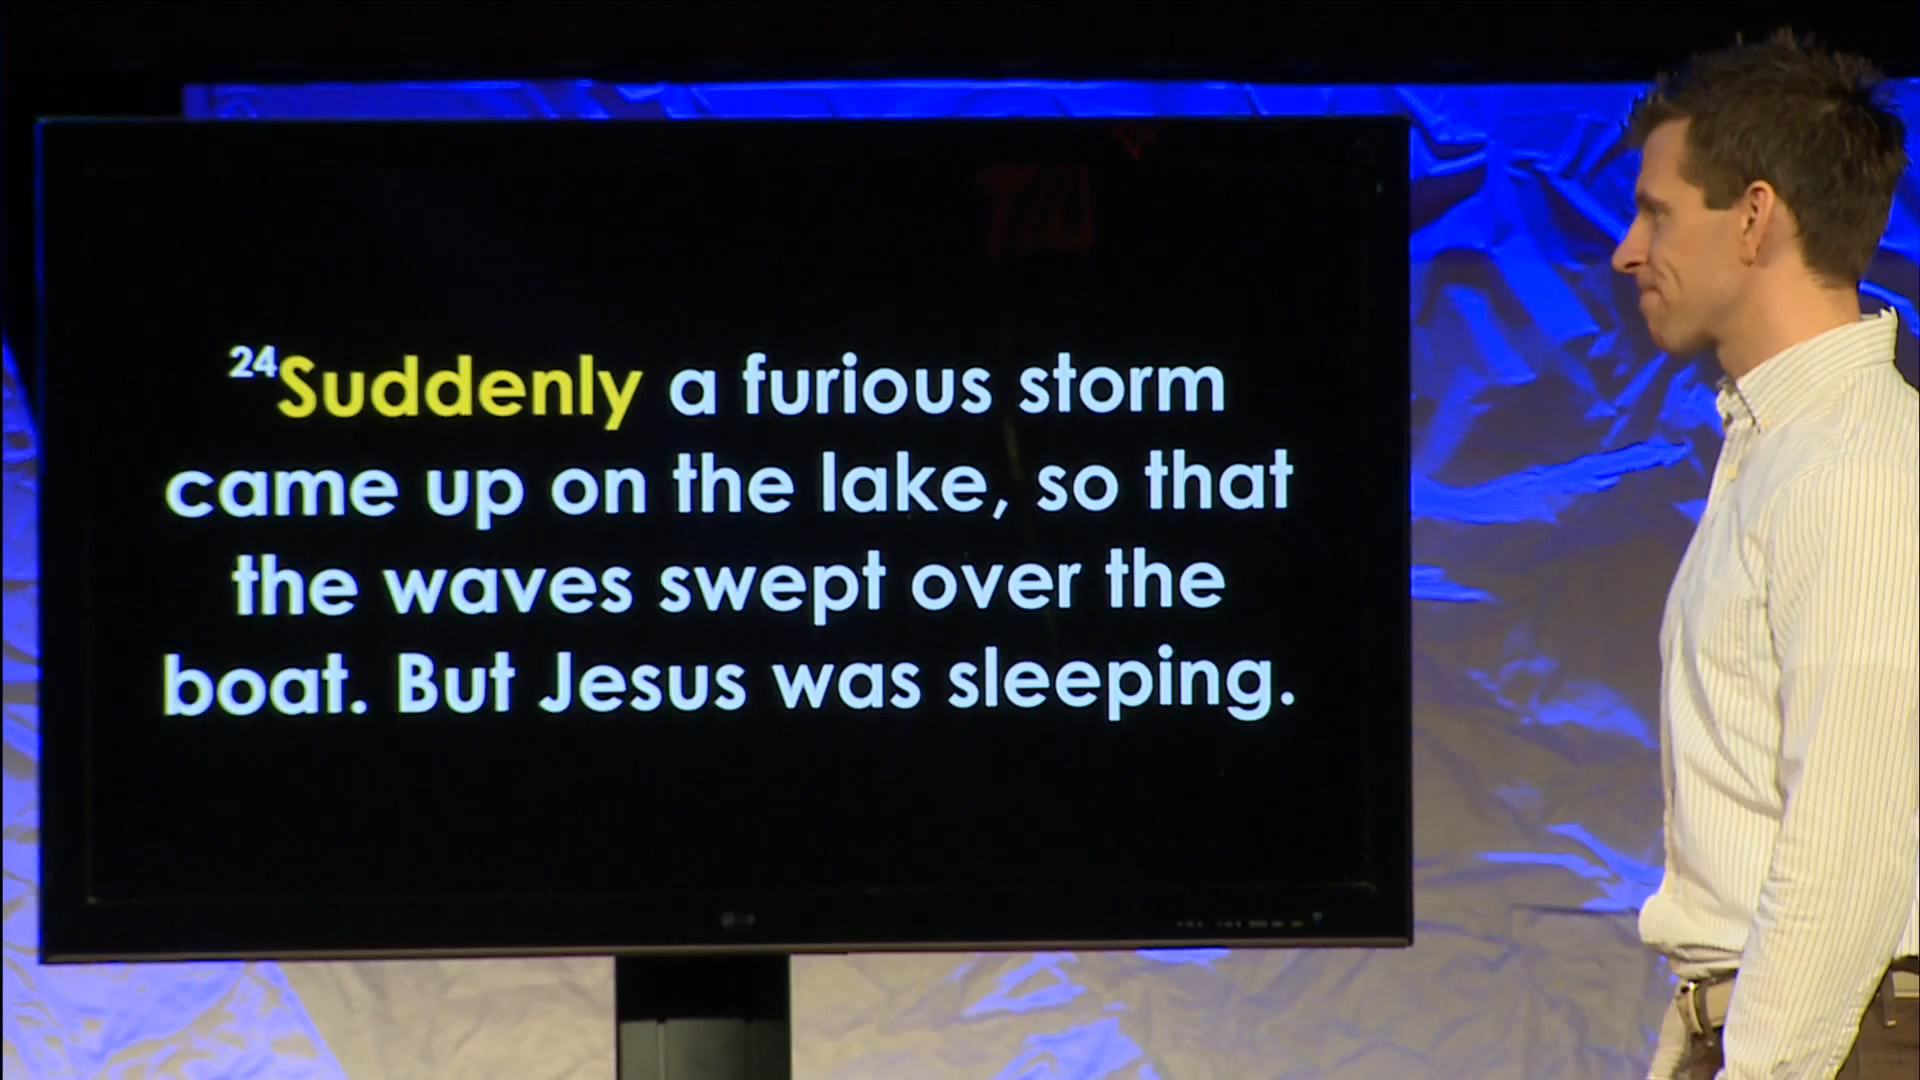 24Suddenly a furious storm
came up on the lake, so that
the waves swept over the
boat. But Jesus was sleeping.